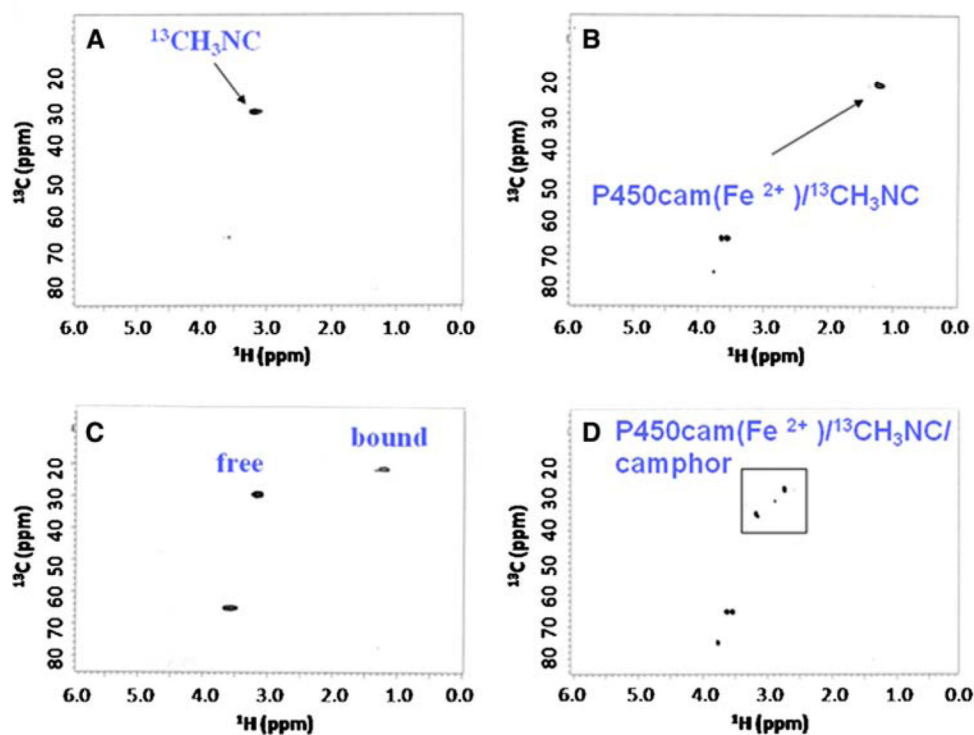 A
¹³CH₃NC
¹³C (ppm)
20
30
40
50
60
70
80
6.0 5.0 4.0 3.0 2.0 1.0 0.0
¹H (ppm)
B
P450cam(Fe ²⁺ )/¹³CH₃NC
¹³C (ppm)
20
30
40
50
60
70
80
6.0 5.0 4.0 3.0 2.0 1.0 0.0
¹H (ppm)
C
free
bound
¹³C (ppm)
20
30
40
50
60
70
80
6.0 5.0 4.0 3.0 2.0 1.0 0.0
¹H (ppm)
D
P450cam(Fe ²⁺ )/¹³CH₃NC/
camphor
¹³C (ppm)
20
30
40
50
60
70
80
6.0 5.0 4.0 3.0 2.0 1.0 0.0
¹H (ppm)